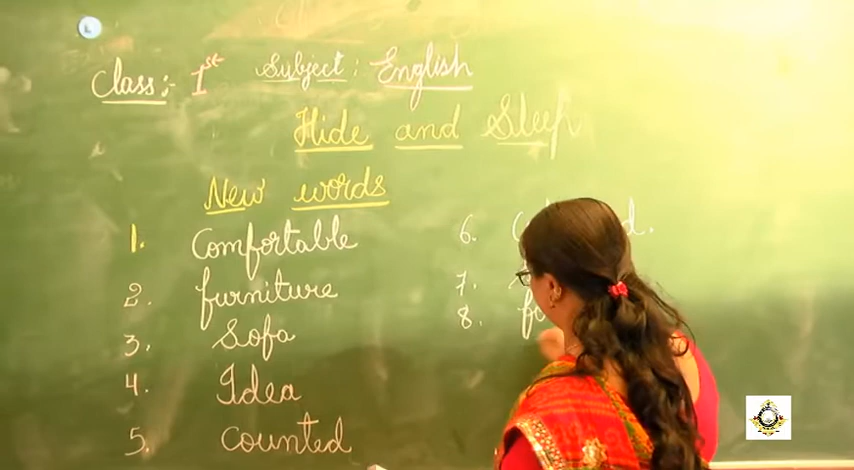 Class :- Ist Subject : English
Hide and Sleep
New words
1. Comfortable
2. furniture
3. Sofa
4. Idea
5. Counted
6.
7.
8.